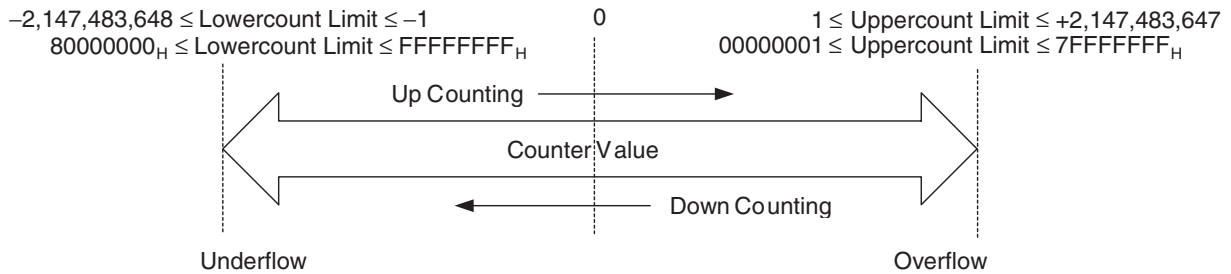 −2,147,483,648 ≤ Lowercount Limit ≤ −1
80000000H ≤ Lowercount Limit ≤ FFFFFFFFH
0
1 ≤ Uppercount Limit ≤ +2,147,483,647
00000001 ≤ Uppercount Limit ≤ 7FFFFFFFH
Up Counting
Counter Value
Down Counting
Underflow
Overflow